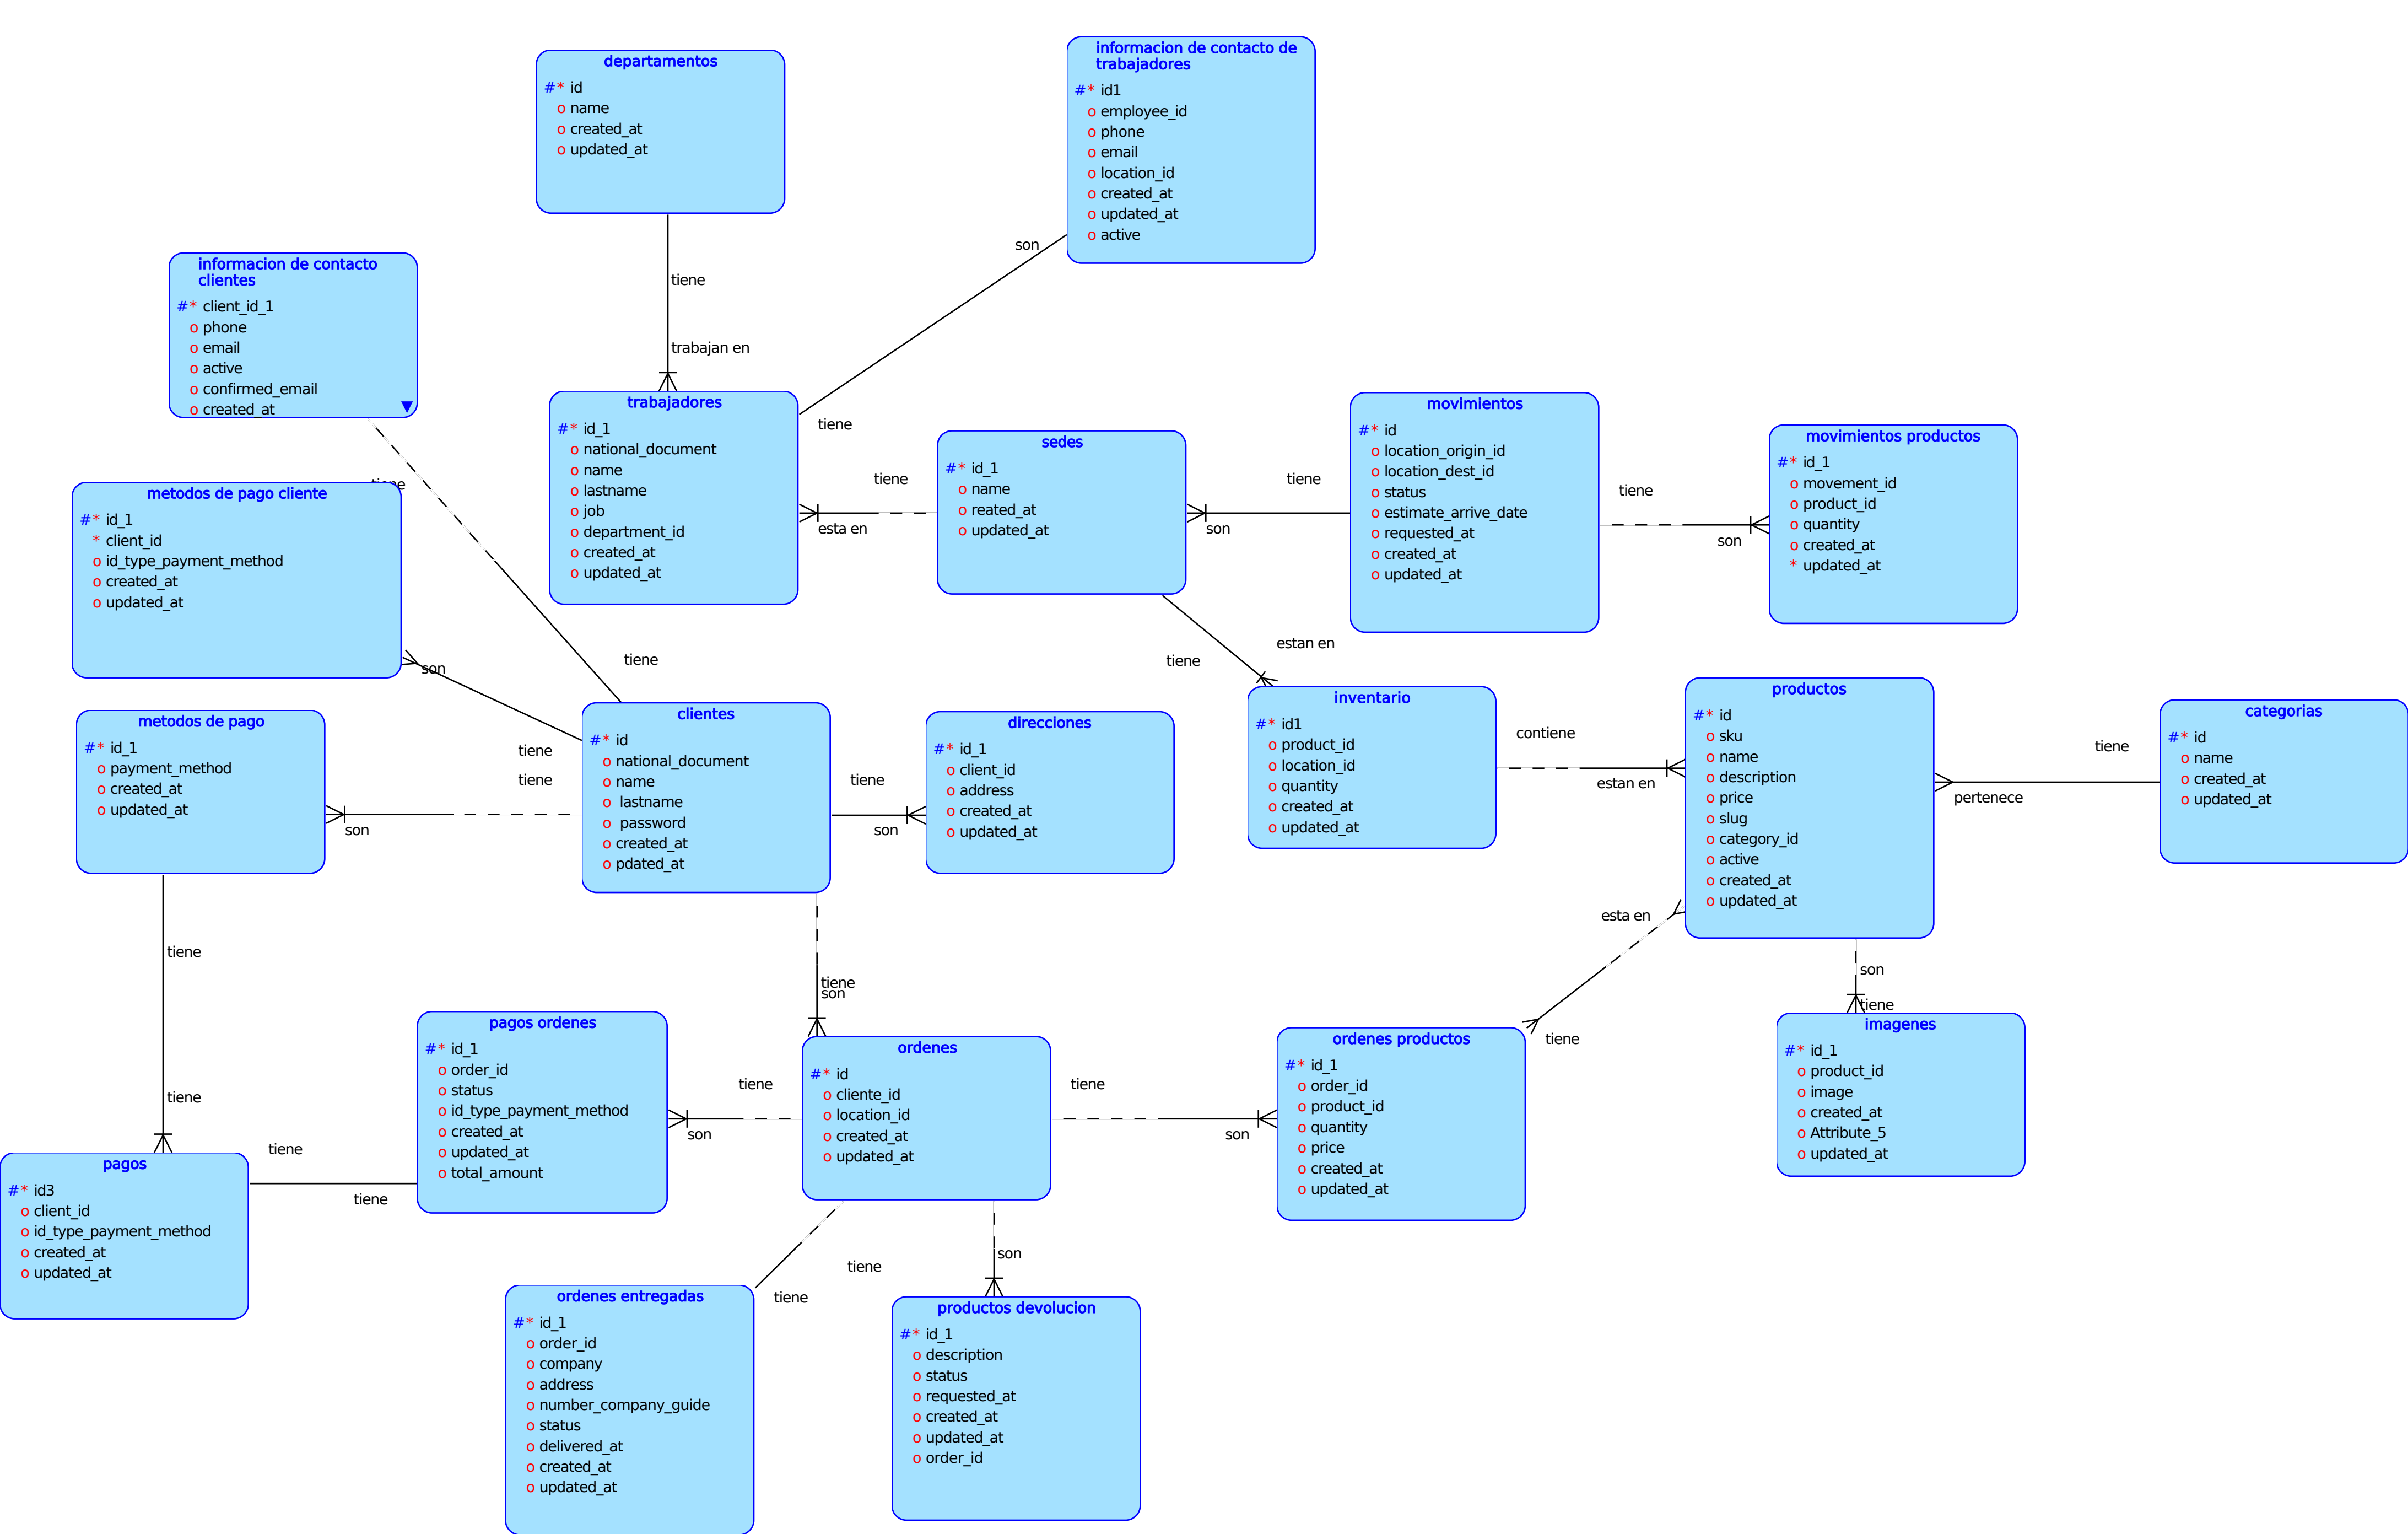 departamentos
#* id
o name
o created_at
o updated_at
informacion de contacto de
trabajadores
#* id1
o employee_id
o phone
o email
o location_id
o created_at
o updated_at
o active
son
tiene
tiene
trabajan en
informacion de contacto
clientes
#* client_id_1
o phone
o email
o active
o confirmed_email
o created_at
tiene
tiene
trabajadores
#* id_1
o national_document
o name
o lastname
o job
o department_id
o created_at
o updated_at
tiene
esta en
sedes
#* id_1
o name
o reated_at
o updated_at
tiene
son
movimientos
#* id
o location_origin_id
o location_dest_id
o status
o estimate_arrive_date
o requested_at
o created_at
o updated_at
tiene
son
movimientos productos
#* id_1
o movement_id
o product_id
o quantity
o created_at
* updated_at
metodos de pago cliente
#* id_1
* client_id
o id_type_payment_method
o created_at
o updated_at
son
tiene
estan en
tiene
metodos de pago
#* id_1
o payment_method
o created_at
o updated_at
tiene
son
clientes
#* id
o national_document
o name
o  lastname
o  password
o created_at
o pdated_at
tiene
son
direcciones
#* id_1
o client_id
o address
o created_at
o updated_at
inventario
#* id1
o product_id
o location_id
o quantity
o created_at
o updated_at
contiene
estan en
productos
#* id
o sku
o name
o description
o price
o slug
o category_id
o active
o created_at
o updated_at
tiene
pertenece
categorias
#* id
o name
o created_at
o updated_at
esta en
tiene
son
tiene
tiene
tiene
tiene
son
pagos ordenes
#* id_1
o order_id
o status
o id_type_payment_method
o created_at
o updated_at
o total_amount
tiene
son
ordenes
#* id
o cliente_id
o location_id
o created_at
o updated_at
tiene
son
ordenes productos
#* id_1
o order_id
o product_id
o quantity
o price
o created_at
o updated_at
imagenes
#* id_1
o product_id
o image
o created_at
o Attribute_5
o updated_at
pagos
#* id3
o client_id
o id_type_payment_method
o created_at
o updated_at
tiene
tiene
tiene
tiene
son
ordenes entregadas
#* id_1
o order_id
o company
o address
o number_company_guide
o status
o delivered_at
o created_at
o updated_at
productos devolucion
#* id_1
o description
o status
o requested_at
o created_at
o updated_at
o order_id